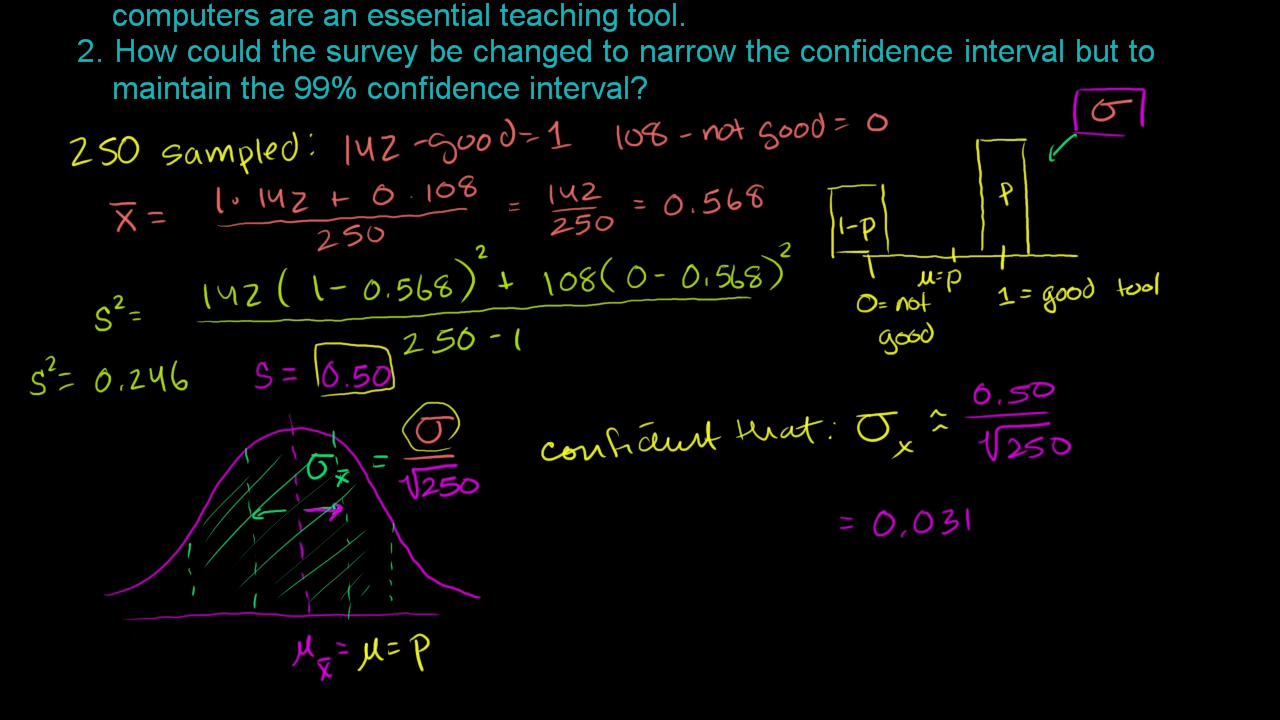 computers are an essential teaching tool.
2. How could the survey be changed to narrow the confidence interval but to
maintain the 99% confidence interval?
σ
250 sampled: 142 - good = 1 108 - not good = 0
x̄ = (1 · 142 + 0 · 108) / 250 = 142 / 250 = 0.568
1-p
p
μ=p
0 = not
good
1 = good tool
S² = (142(1 - 0.568)² + 108(0 - 0.568)²) / (250 - 1)
S² = 0.246 S = 0.50
σx̄ = σ / √250
confident that: σx ≈ 0.50 / √250
= 0.031
μx̄ = μ = p